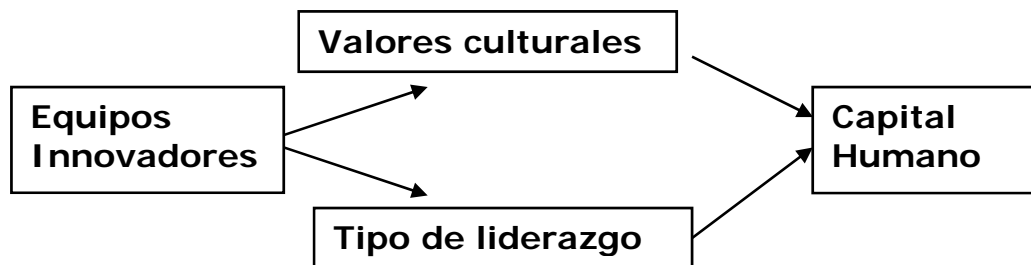 Valores culturales
Equipos
Innovadores
Capital
Humano
Tipo de liderazgo